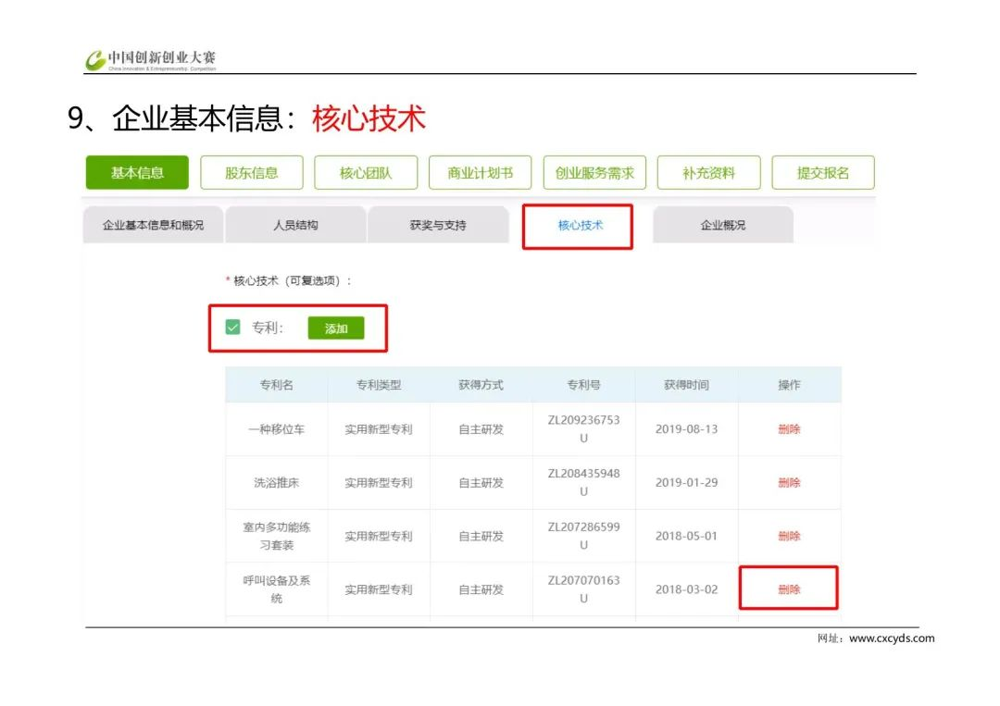 中国创新创业大赛
China Innovation & Entrepreneurship Competition
9、企业基本信息：核心技术
基本信息 股东信息 核心团队 商业计划书 创业服务需求 补充资料 提交报名
企业基本信息和概况 人员结构 获奖与支持 核心技术 企业概况
* 核心技术（可复选项）：
专利： 添加
专利名 专利类型 获得方式 专利号 获得时间 操作
一种移位车 实用新型专利 自主研发 ZL209236753 2019-08-13 删除
U
洗浴推床 实用新型专利 自主研发 ZL208435948 2019-01-29 删除
U
室内多功能练 实用新型专利 自主研发 ZL207286599 2018-05-01 删除
习套装 U
呼叫设备及系 实用新型专利 自主研发 ZL207070163 2018-03-02 删除
统 U
网址：www.cxcyds.com